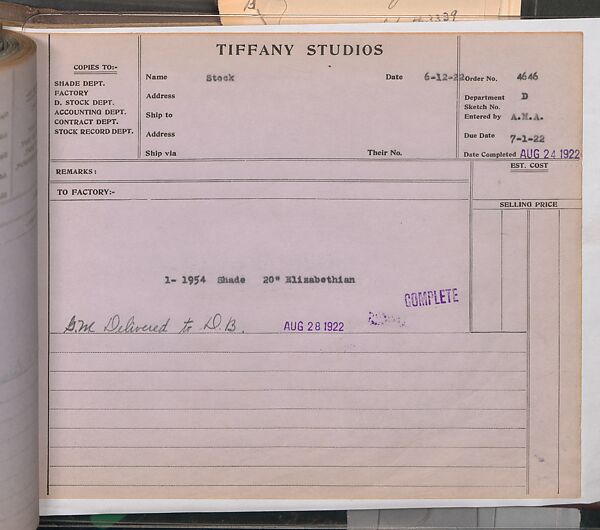 TIFFANY STUDIOS
COPIES TO:-
SHADE DEPT.
FACTORY
D. STOCK DEPT.
ACCOUNTING DEPT.
CONTRACT DEPT.
STOCK RECORD DEPT.
Name Stock Date 6-12-22
Address
Ship to
Address
Ship via Their No.
Order No. 4646
Department D
Sketch No.
Entered by A.M.A.
Due Date 7-1-22
Date Completed AUG 24 1922
REMARKS: EST. COST
TO FACTORY:-
SELLING PRICE
1- 1954 Shade 20" Elizabethian
COMPLETE
Delivered to D.B. AUG 28 1922